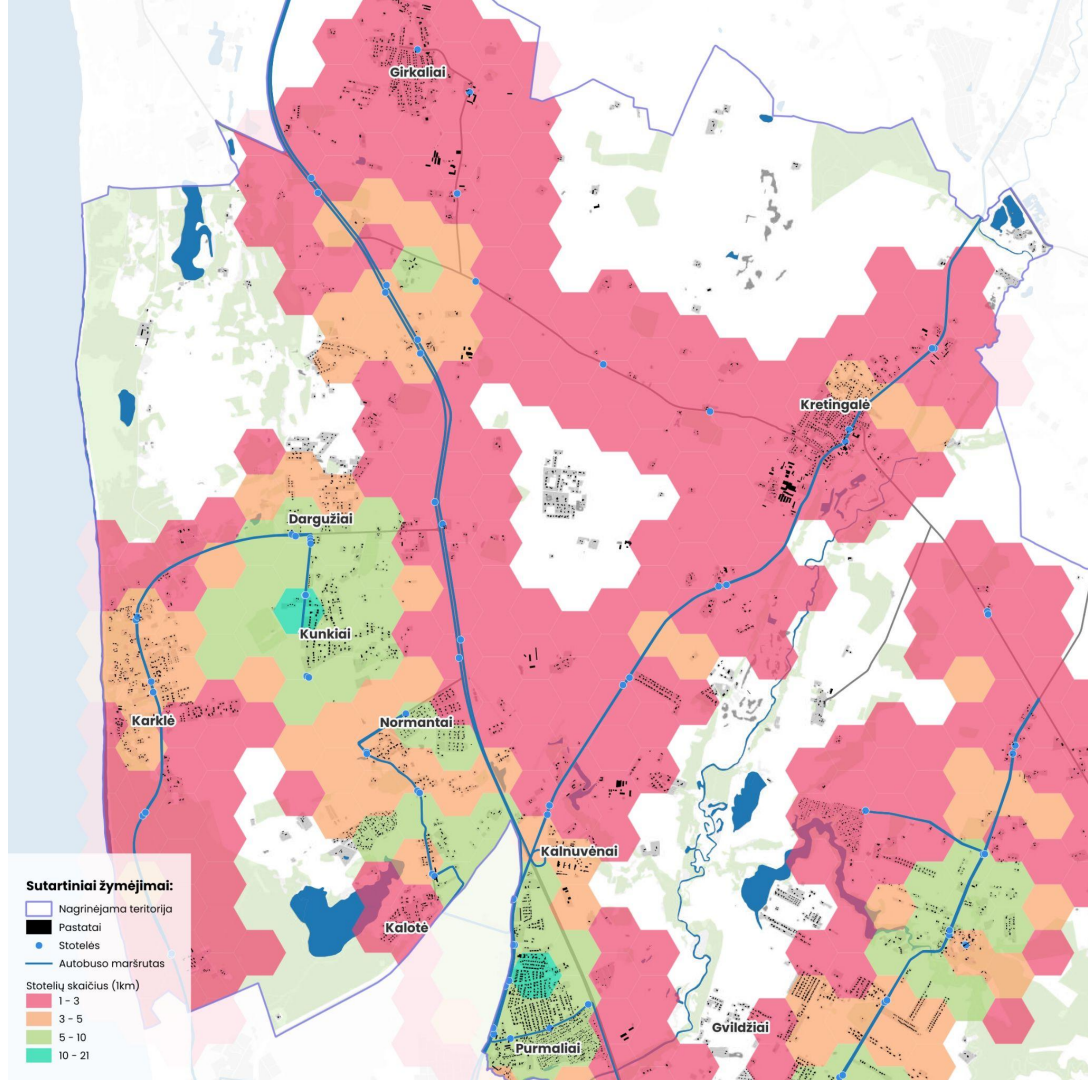 Girkaliai
Kretingalė
Dargužiai
Kunkiai
Karklė
Normantai
Kalnuvėnai
Kalotė
Gvildžiai
Purmaliai
Sutartiniai žymėjimai:
Nagrinėjama teritorija
Pastatai
Stotelės
Autobuso maršrutas
Stotelių skaičius (1km)
1 - 3
3 - 5
5 - 10
10 - 21